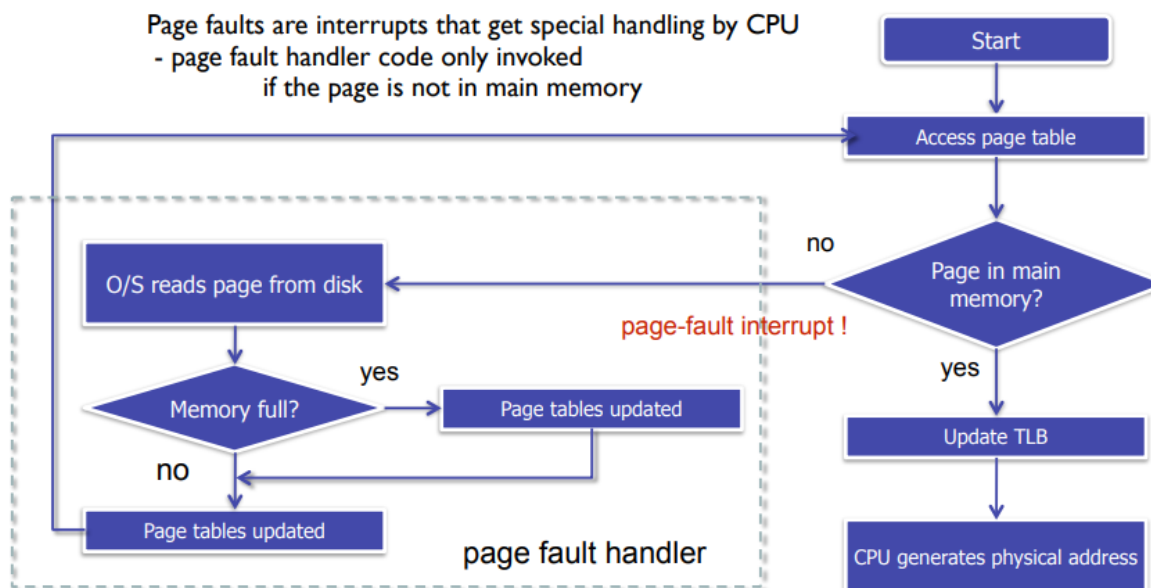 Page faults are interrupts that get special handling by CPU
- page fault handler code only invoked
if the page is not in main memory
Start
Access page table
no
Page in main
memory?
page-fault interrupt !
yes
Update TLB
CPU generates physical address
O/S reads page from disk
Memory full?
yes
Page tables updated
no
Page tables updated
page fault handler